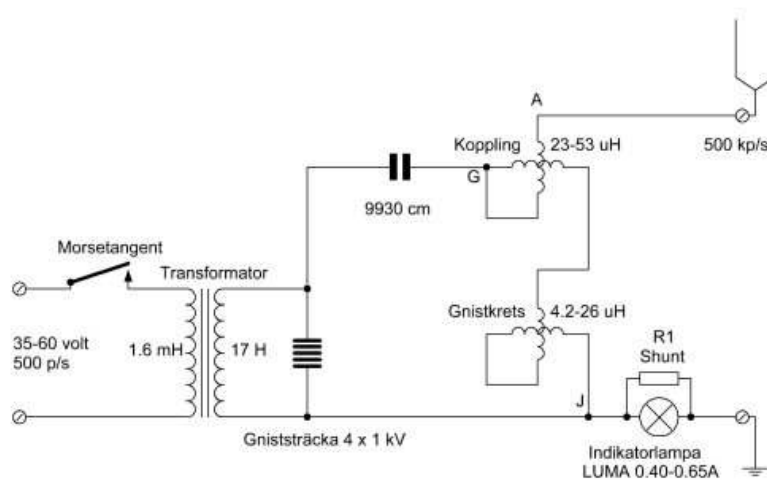 A
Koppling
23-53 uH
500 kp/s
G
9930 cm
Morsetangent
Transformator
Gnistkrets
4.2-26 uH
35-60 volt
500 p/s
1.6 mH
17 H
R1
Shunt
J
Gniststräcka 4 x 1 kV
Indikatorlampa
LUMA 0.40-0.65A